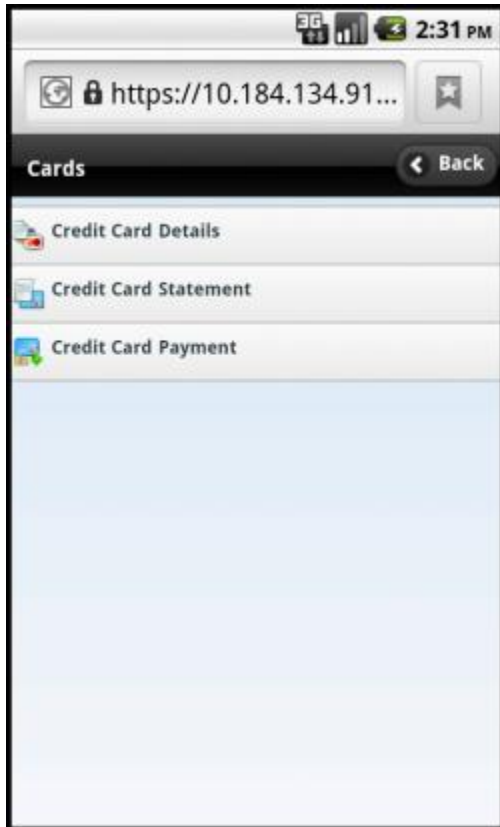 3G 2:31 PM
https://10.184.134.91...
Cards Back
Credit Card Details
Credit Card Statement
Credit Card Payment